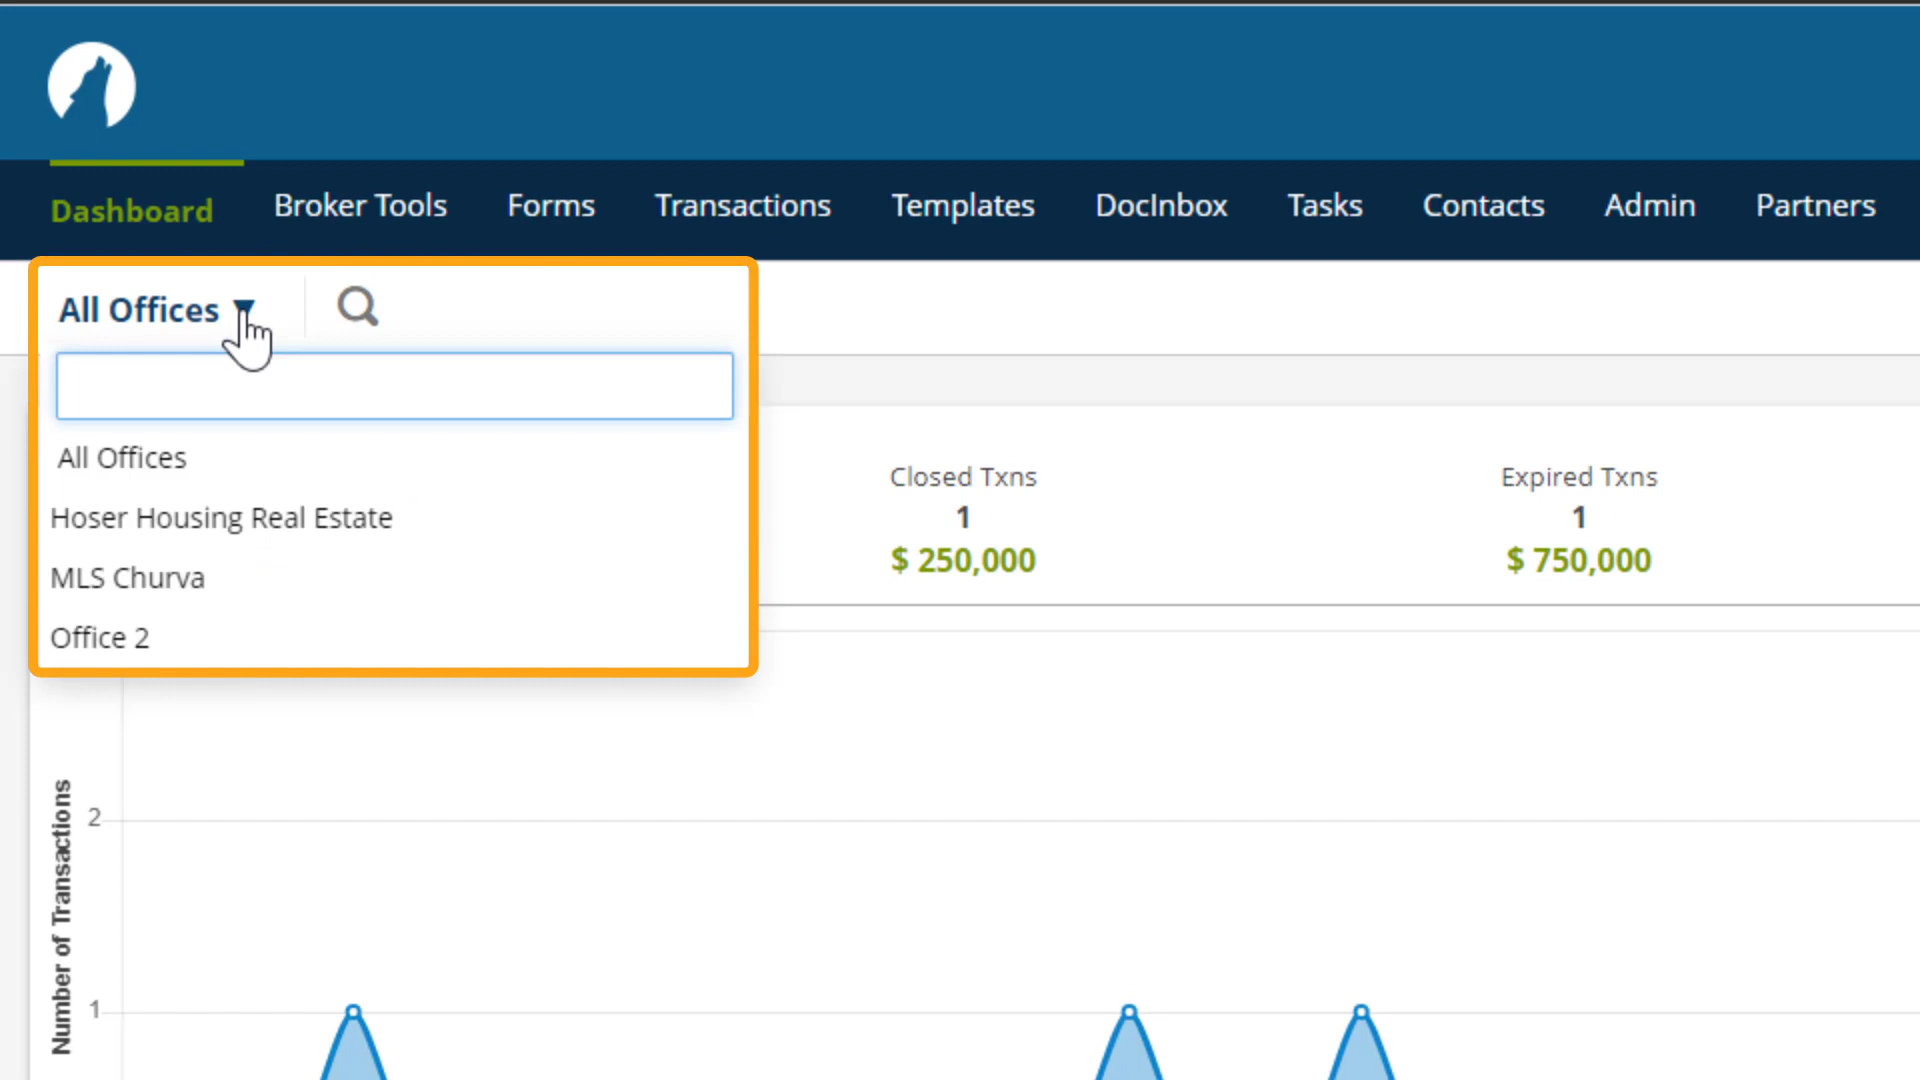 Dashboard Broker Tools Forms Transactions Templates DocInbox Tasks Contacts Admin Partners
All Offices
All Offices
Hoser Housing Real Estate
MLS Churva
Office 2
Closed Txns
1
$ 250,000
Expired Txns
1
$ 750,000
Number of Transactions
2
1